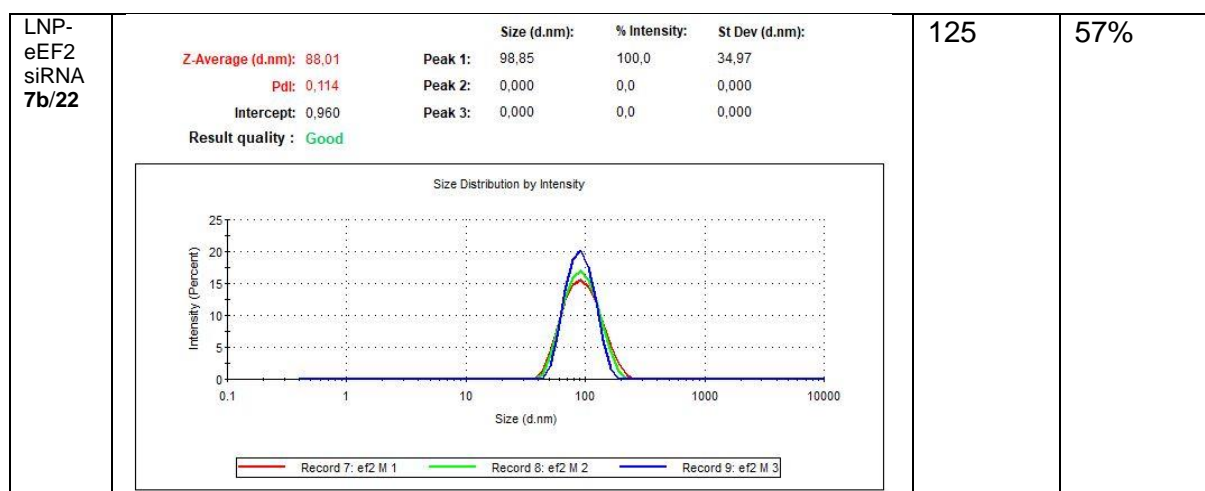 LNP-
eEF2
siRNA
7b/22
Size (d.nm): % Intensity: St Dev (d.nm):
Z-Average (d.nm): 88,01 Peak 1: 98,85 100,0 34,97
PdI: 0,114 Peak 2: 0,000 0,0 0,000
Intercept: 0,960 Peak 3: 0,000 0,0 0,000
Result quality : Good
125
57%
Size Distribution by Intensity
Intensity (Percent)
25
20
15
10
5
0
0.1 1 10 100 1000 10000
Size (d.nm)
Record 7: ef2 M 1 Record 8: ef2 M 2 Record 9: ef2 M 3